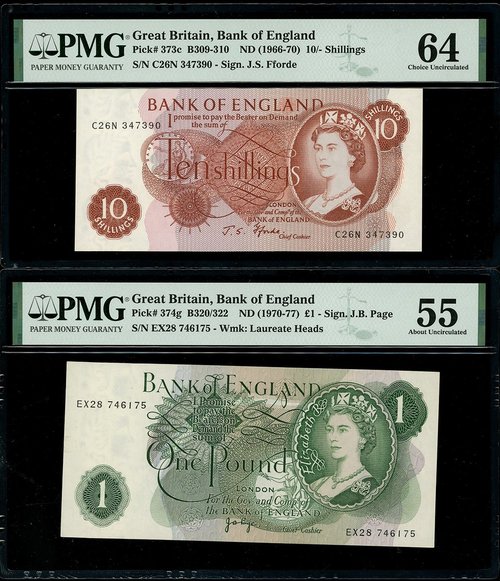 PMG
PAPER MONEY GUARANTY
Great Britain, Bank of England
Pick# 373c B309-310 ND (1966-70) 10/- Shillings
S/N C26N 347390 - Sign. J.S. Fforde
64
Choice Uncirculated
BANK OF ENGLAND
C26N 347390
I promise to pay the Bearer on Demand
the sum of
10
SHILLINGS
Ten shillings
10
SHILLINGS
LONDON
For the Govr. and Compa. of the
BANK OF ENGLAND
J.S. Fforde
Chief Cashier
C26N 347390
PMG
PAPER MONEY GUARANTY
Great Britain, Bank of England
Pick# 374g B320/322 ND (1970-77) £1 - Sign. J.B. Page
S/N EX28 746175 - Wmk: Laureate Heads
55
About Uncirculated
BANK OF ENGLAND
EX28 746175
I Promise
to pay the
Bearer on
Demand the
sum of
1
One Pound
1
LONDON
For the Govr. and Compa. of
the BANK of ENGLAND
Chief Cashier
EX28 746175